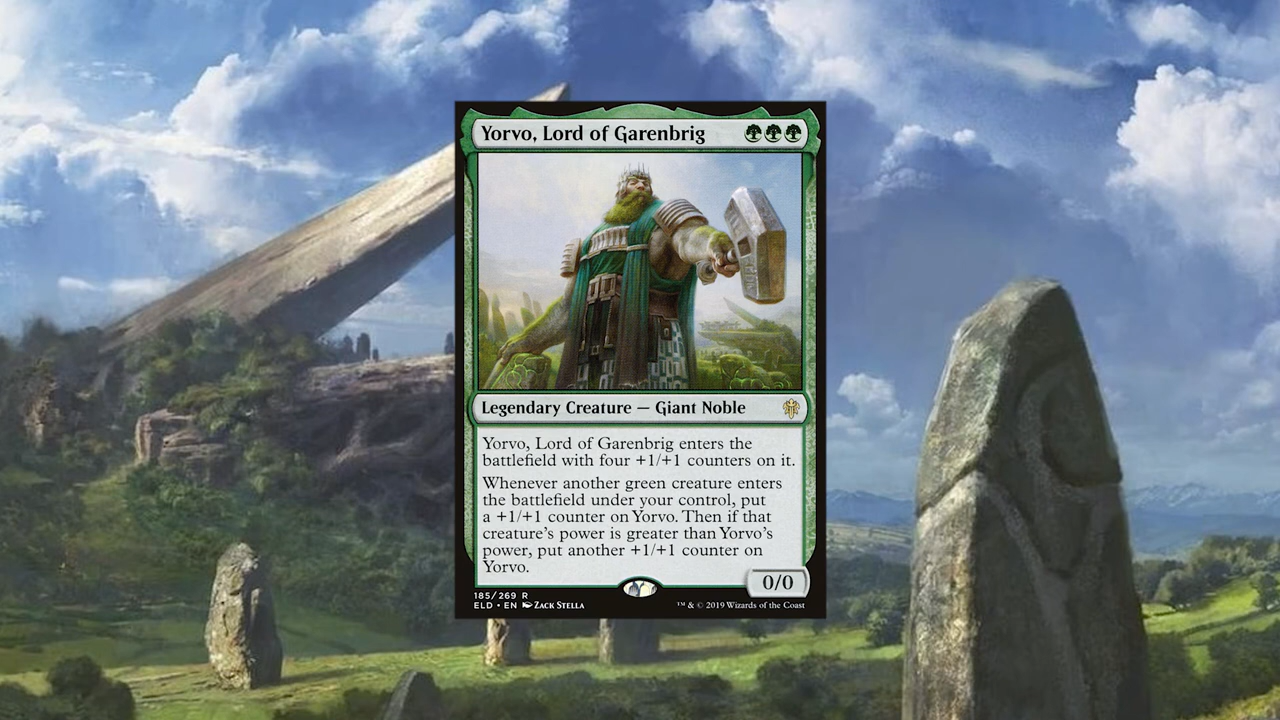 Yorvo, Lord of Garenbrig
Legendary Creature — Giant Noble
Yorvo, Lord of Garenbrig enters the
battlefield with four +1/+1 counters on it.
Whenever another green creature enters
the battlefield under your control, put
a +1/+1 counter on Yorvo. Then if that
creature's power is greater than Yorvo's
power, put another +1/+1 counter on
Yorvo.
0/0
185/269 R
ELD • EN Zack Stella
™ & © 2019 Wizards of the Coast